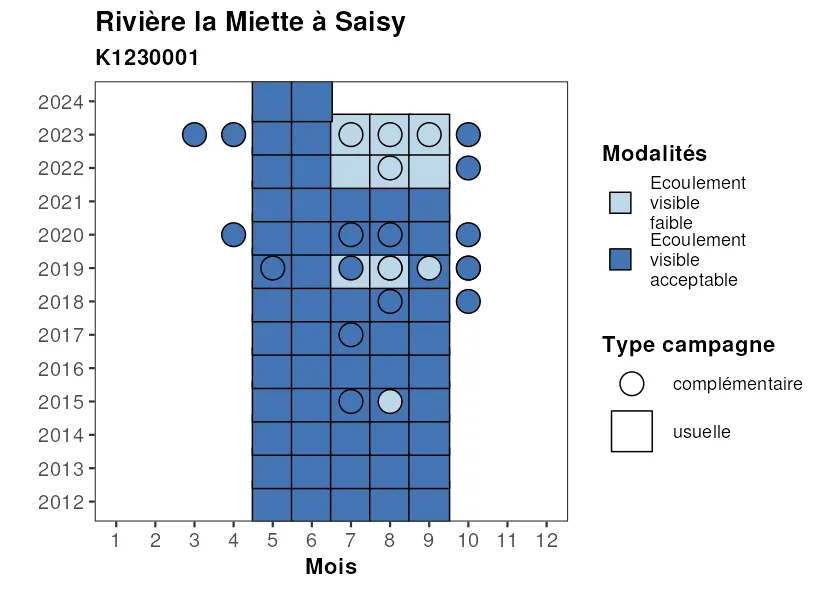 Rivière la Miette à Saisy
K1230001
2024
2023
2022
2021
2020
2019
2018
2017
2016
2015
2014
2013
2012
1 2 3 4 5 6 7 8 9 10 11 12
Mois
Modalités
Ecoulement
visible
faible
Ecoulement
visible
acceptable
Type campagne
complémentaire
usuelle